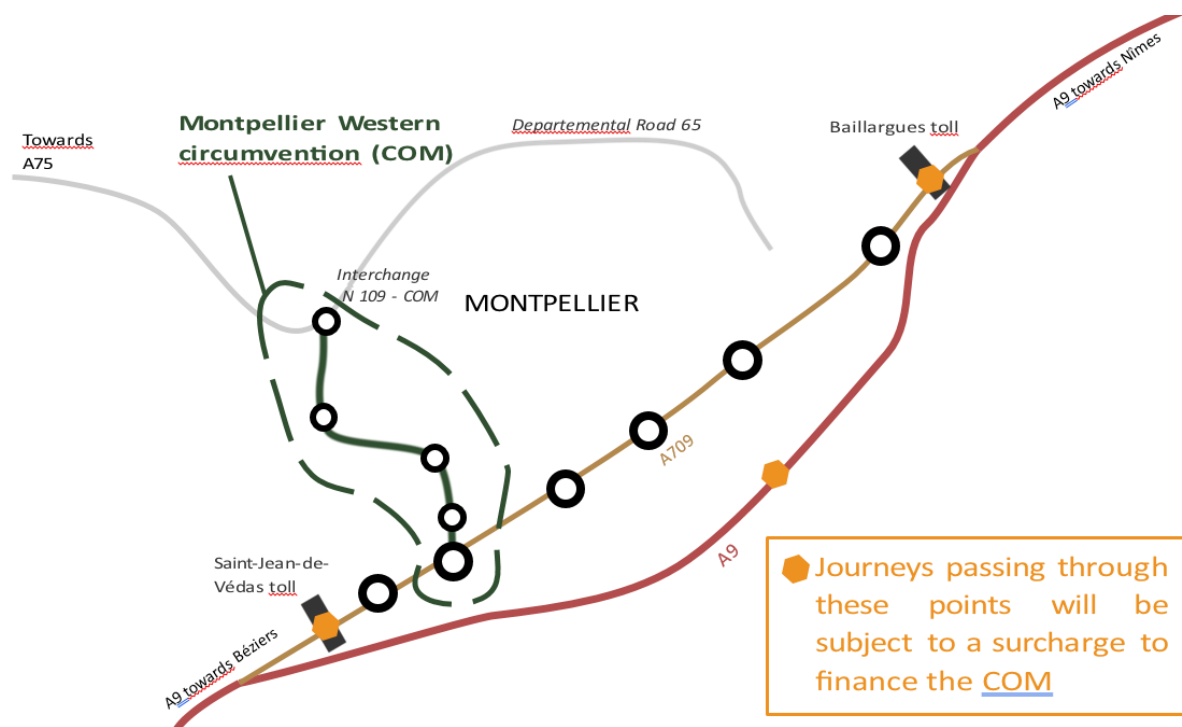 A9 towards Nîmes
Montpellier Western
circumvention (COM)
Departemental Road 65
Baillargues toll
Towards
A75
Interchange
N 109 - COM
MONTPELLIER
A709
A9
Saint-Jean-de-
Védas toll
A9 towards Béziers
Journeys passing through
these points will be
subject to a surcharge to
finance the COM